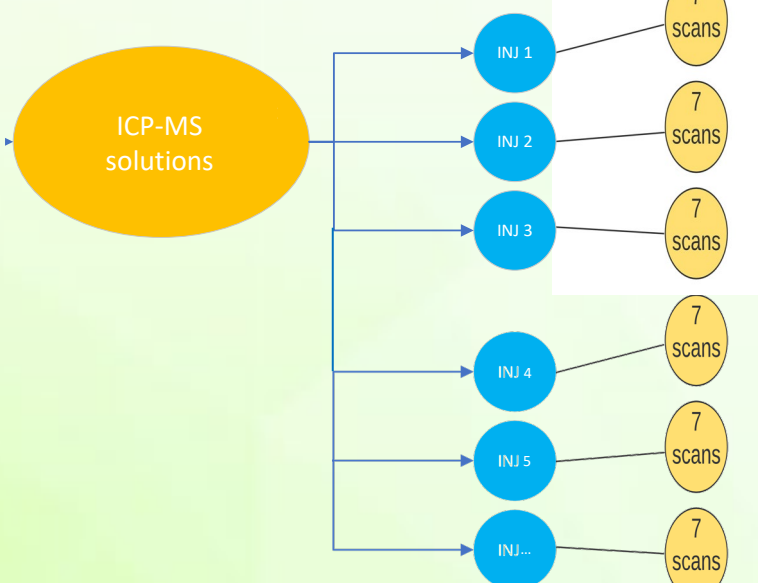 ICP-MS
solutions
INJ 1
scans
INJ 2
7
scans
INJ 3
7
scans
INJ 4
7
scans
INJ 5
7
scans
INJ...
7
scans